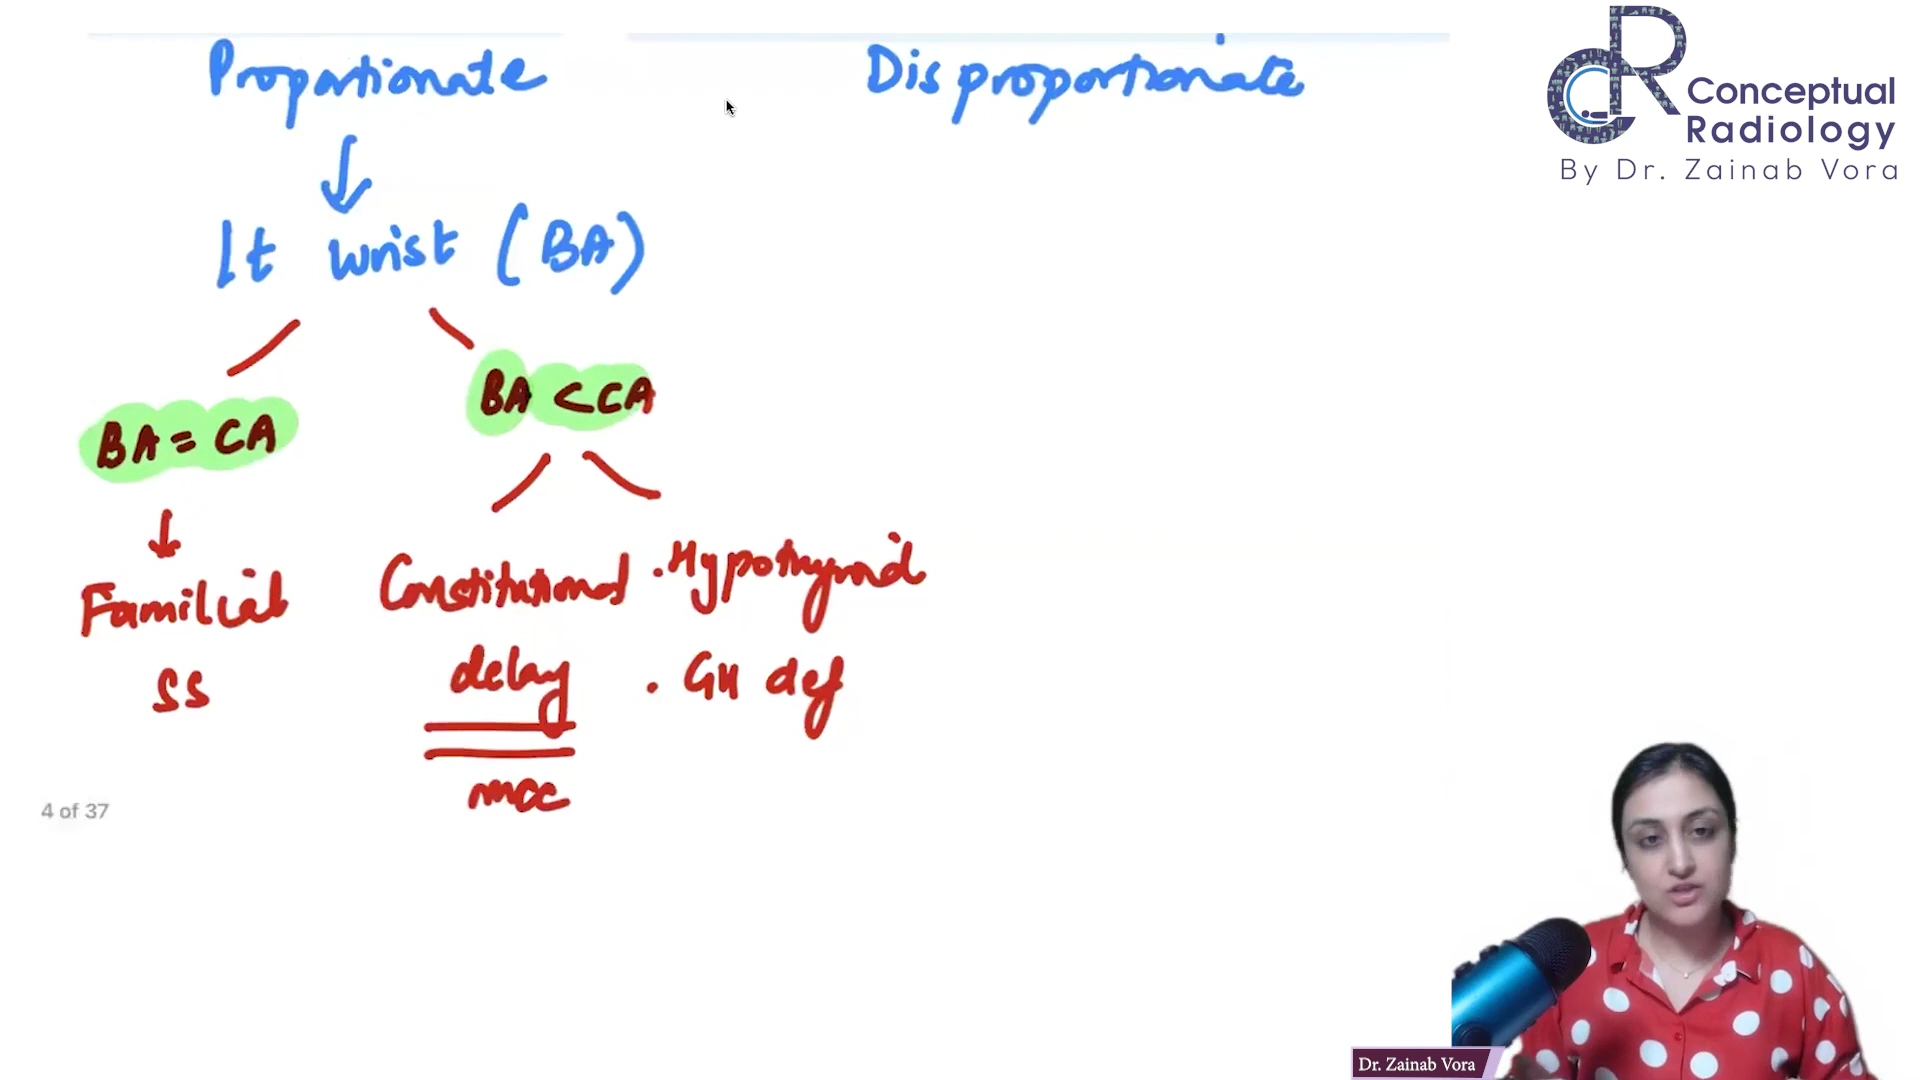 Proportionate
Disproportionate
Conceptual
Radiology
By Dr. Zainab Vora
lt wrist (BA)
BA = CA
BA < CA
Familial
SS
Constitutional
delay
moc
. Hypothyroid
. GH def
4 of 37
Dr. Zainab Vora